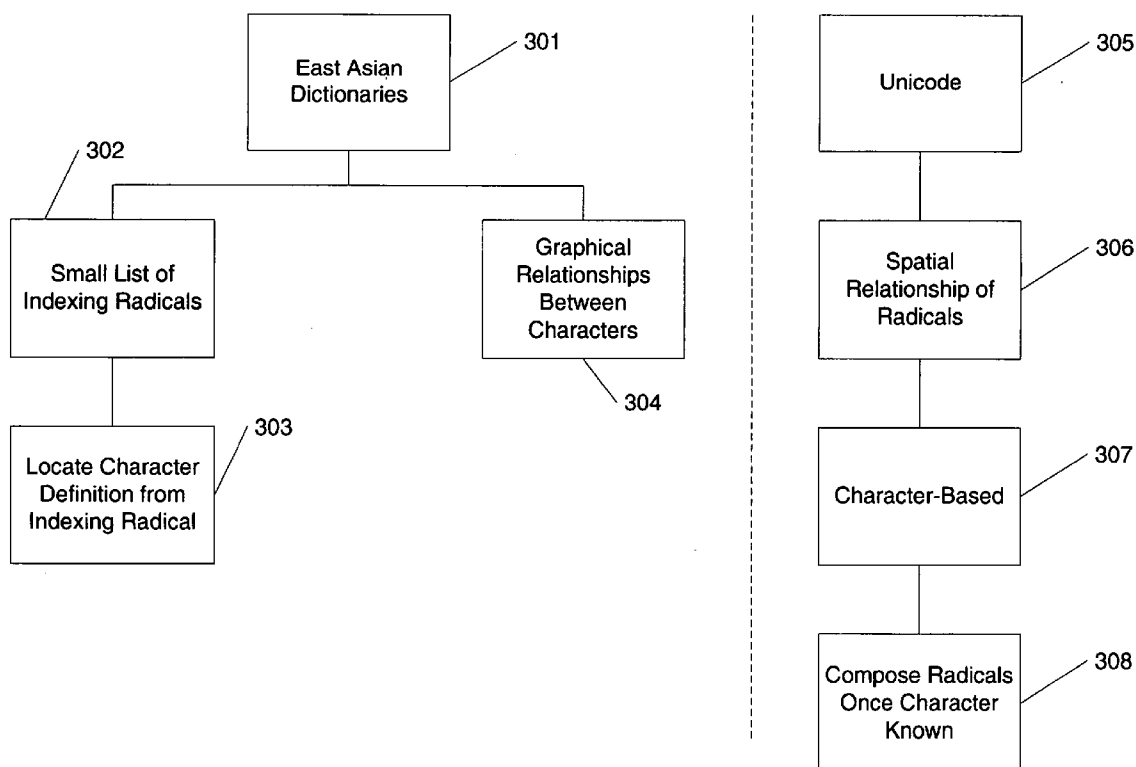 East Asian
Dictionaries
301
302
Small List of
Indexing Radicals
Graphical
Relationships
Between
Characters
304
303
Locate Character
Definition from
Indexing Radical
Unicode
305
Spatial
Relationship of
Radicals
306
Character-Based
307
Compose Radicals
Once Character
Known
308